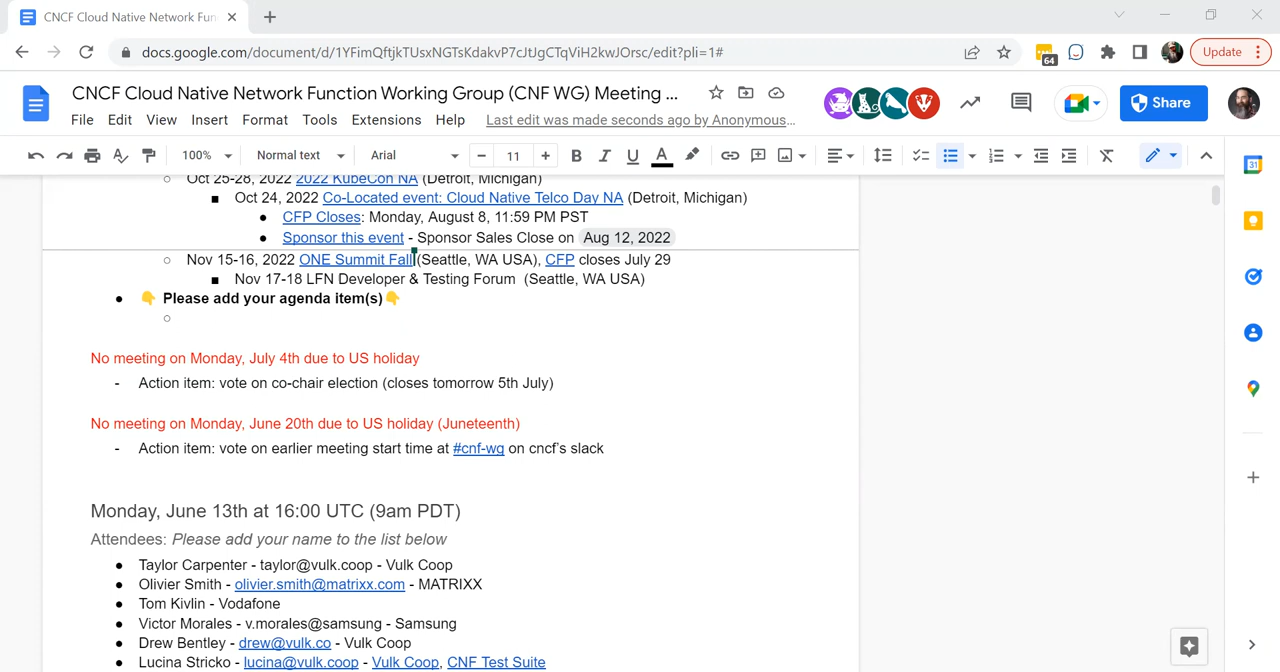 CNCF Cloud Native Network Fun
docs.google.com/document/d/1YFimQftjkTUsxNGTsKdakvP7cJtJgCTqViH2kwJOrsc/edit?pli=1#
64
Update
CNCF Cloud Native Network Function Working Group (CNF WG) Meeting ...
Share
File Edit View Insert Format Tools Extensions Help Last edit was made seconds ago by Anonymous...
100% Normal text Arial 11 B I U A
31
○ Oct 25-28, 2022 2022 KubeCon NA (Detroit, Michigan)
■ Oct 24, 2022 Co-Located event: Cloud Native Telco Day NA (Detroit, Michigan)
● CFP Closes: Monday, August 8, 11:59 PM PST
● Sponsor this event - Sponsor Sales Close on Aug 12, 2022
○ Nov 15-16, 2022 ONE Summit Fall (Seattle, WA USA), CFP closes July 29
■ Nov 17-18 LFN Developer & Testing Forum (Seattle, WA USA)
● 👇 Please add your agenda item(s)👇
○
No meeting on Monday, July 4th due to US holiday
- Action item: vote on co-chair election (closes tomorrow 5th July)
No meeting on Monday, June 20th due to US holiday (Juneteenth)
- Action item: vote on earlier meeting start time at #cnf-wg on cncf's slack
Monday, June 13th at 16:00 UTC (9am PDT)
Attendees: Please add your name to the list below
● Taylor Carpenter - taylor@vulk.coop - Vulk Coop
● Olivier Smith - olivier.smith@matrixx.com - MATRIXX
● Tom Kivlin - Vodafone
● Victor Morales - v.morales@samsung - Samsung
● Drew Bentley - drew@vulk.co - Vulk Coop
● Lucina Stricko - lucina@vulk.coop - Vulk Coop, CNF Test Suite